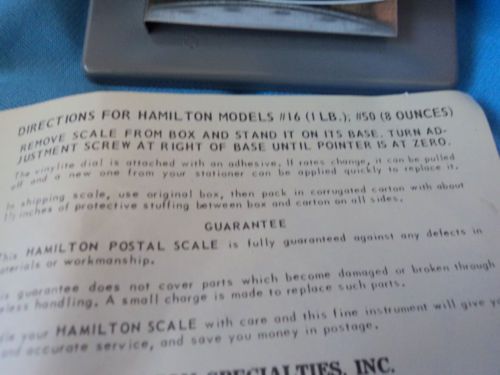 DIRECTIONS FOR HAMILTON MODELS #16 (1 LB.); #50 (8 OUNCES)
REMOVE SCALE FROM BOX AND STAND IT ON ITS BASE. TURN AD-
JUSTMENT SCREW AT RIGHT OF BASE UNTIL POINTER IS AT ZERO.
The vinylite dial is attached with an adhesive. If rates change, it can be pulled
off and a new one from your stationer can be applied quickly to replace it.
In shipping scale, use original box, then pack in corrugated carton with about
inches of protective stuffing between box and carton on all sides.
GUARANTEE
This HAMILTON POSTAL SCALE is fully guaranteed against any defects in
aterials or workmanship.
is guarantee does not cover parts which become damaged or broken through
eless handling. A small charge is made to replace such parts.
your HAMILTON SCALE with care and this fine instrument will give y
and accurate service, and save you money in postage.
SPECIALTIES, INC.